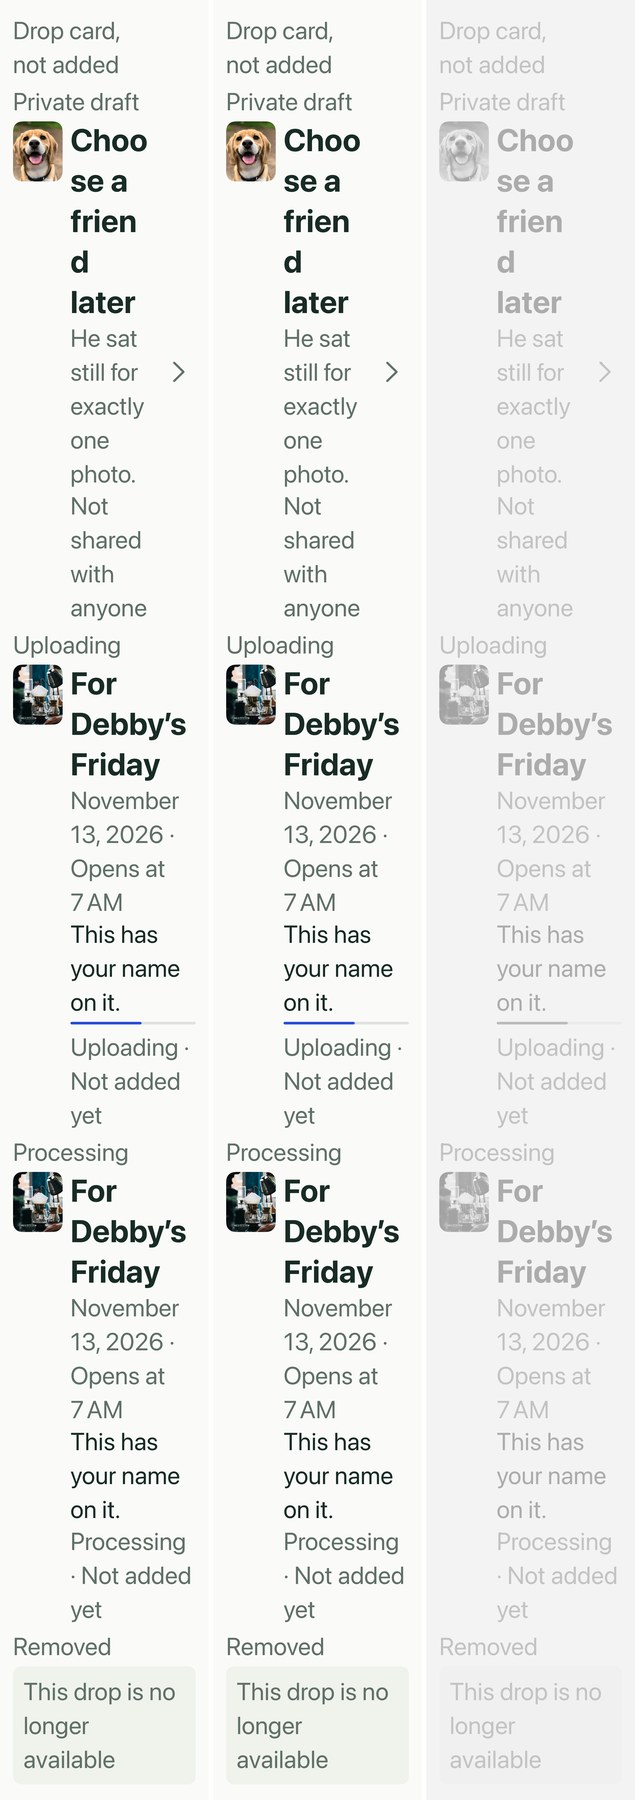 Drop card,
not added
Private draft
Choo
se a
frien
d
later
He sat
still for
exactly
one
photo.
Not
shared
with
anyone
Uploading
For
Debby’s
Friday
November
13, 2026 ·
Opens at
7 AM
This has
your name
on it.
Uploading ·
Not added
yet
Processing
For
Debby’s
Friday
November
13, 2026 ·
Opens at
7 AM
This has
your name
on it.
Processing
· Not added
yet
Removed
This drop is no
longer
available
Drop card,
not added
Private draft
Choo
se a
frien
d
later
He sat
still for
exactly
one
photo.
Not
shared
with
anyone
Uploading
For
Debby’s
Friday
November
13, 2026 ·
Opens at
7 AM
This has
your name
on it.
Uploading ·
Not added
yet
Processing
For
Debby’s
Friday
November
13, 2026 ·
Opens at
7 AM
This has
your name
on it.
Processing
· Not added
yet
Removed
This drop is no
longer
available
Drop card,
not added
Private draft
Choo
se a
frien
d
later
He sat
still for
exactly
one
photo.
Not
shared
with
anyone
Uploading
For
Debby’s
Friday
November
13, 2026 ·
Opens at
7 AM
This has
your name
on it.
Uploading ·
Not added
yet
Processing
For
Debby’s
Friday
November
13, 2026 ·
Opens at
7 AM
This has
your name
on it.
Processing
· Not added
yet
Removed
This drop is no
longer
available